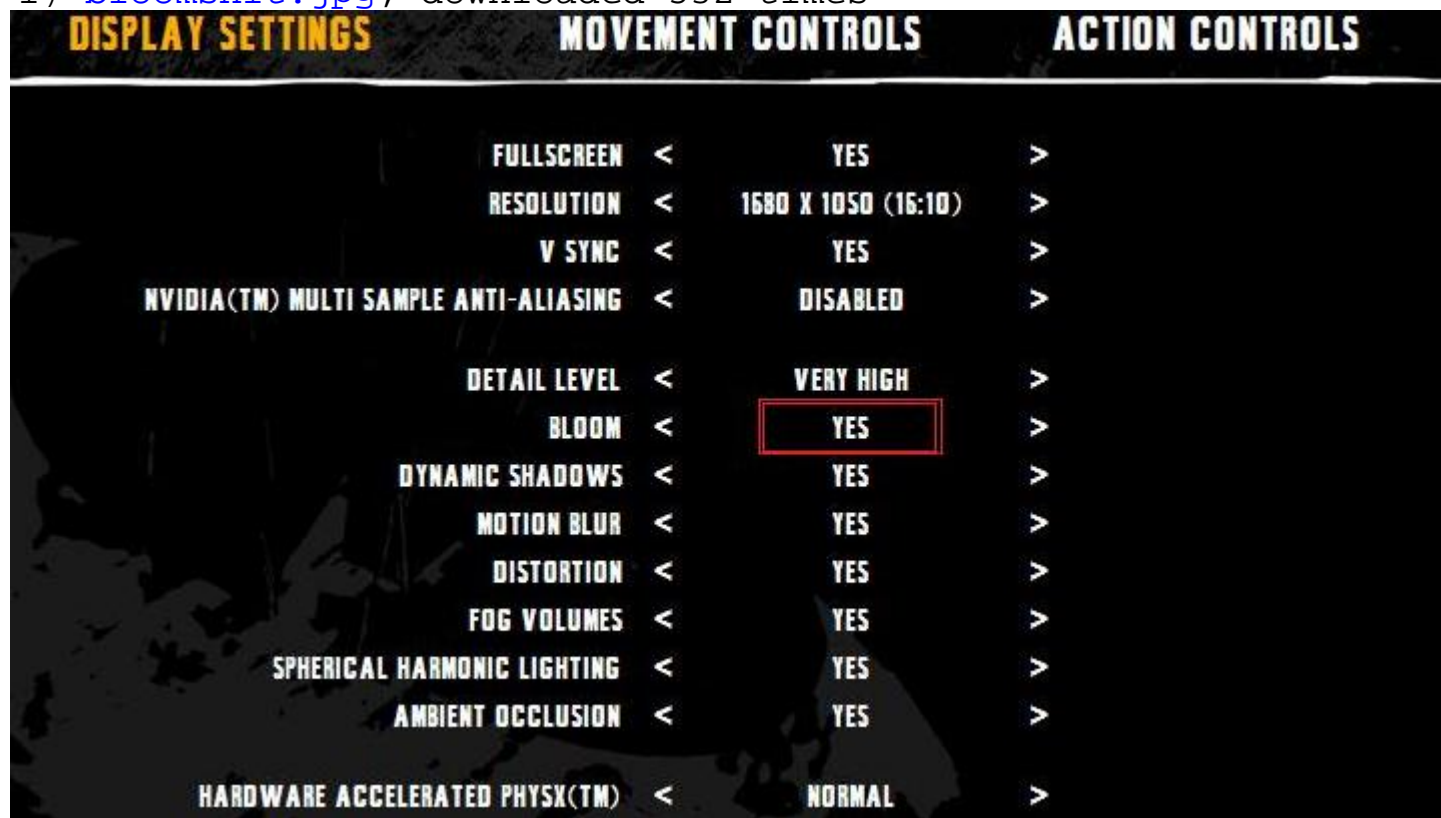 DISPLAY SETTINGS MOVEMENT CONTROLS ACTION CONTROLS
FULLSCREEN < YES >
RESOLUTION < 1680 X 1050 (16:10) >
V SYNC < YES >
NVIDIA(TM) MULTI SAMPLE ANTI-ALIASING < DISABLED >
DETAIL LEVEL < VERY HIGH >
BLOOM < YES >
DYNAMIC SHADOWS < YES >
MOTION BLUR < YES >
DISTORTION < YES >
FOG VOLUMES < YES >
SPHERICAL HARMONIC LIGHTING < YES >
AMBIENT OCCLUSION < YES >
HARDWARE ACCELERATED PHYSX(TM) < NORMAL >